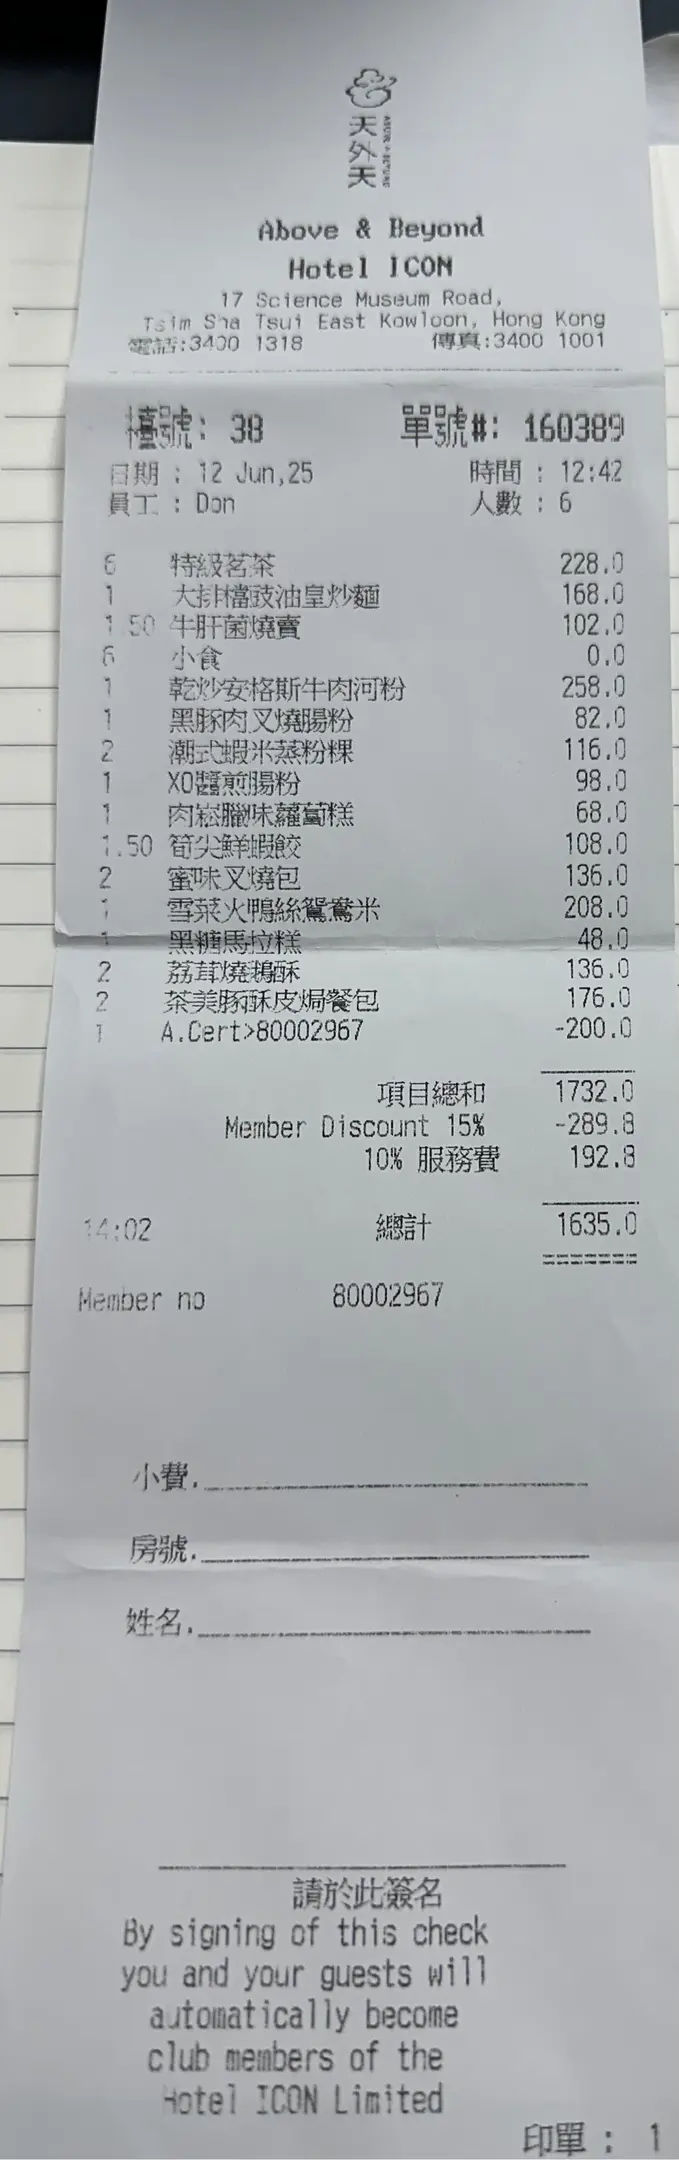 天外天
Above & Beyond
Hotel ICON
17 Science Museum Road,
Tsim Sha Tsui East Kowloon, Hong Kong
電話:3400 1318 傳真:3400 1001
檯號: 38 單號#: 160389
日期 : 12 Jun,25 時間 : 12:42
員工 : Don 人數 : 6
6 特級茗茶 228.0
1 大排檔豉油皇炒麵 168.0
1.50 牛肝菌燒賣 102.0
6 小食 0.0
1 乾炒安格斯牛肉河粉 258.0
1 黑豚肉叉燒腸粉 82.0
2 潮式蝦米蒸粉粿 116.0
1 XO醬煎腸粉 98.0
1 肉崧臘味蘿蔔糕 68.0
1.50 筍尖鮮蝦餃 108.0
2 蜜味叉燒包 136.0
1 雪菜火鴨絲鴛鴦米 208.0
1 黑糖馬拉糕 48.0
2 荔茸燒鵝酥 136.0
2 茶美豚酥皮焗餐包 176.0
1 A.Cert>80002967 -200.0
項目總和 1732.0
Member Discount 15% -289.8
10% 服務費 192.8
14:02 總計 1635.0
Member no 80002967
小費.
房號.
姓名.
請於此簽名
By signing of this check
you and your guests will
automatically become
club members of the
Hotel ICON Limited
印單 : 1